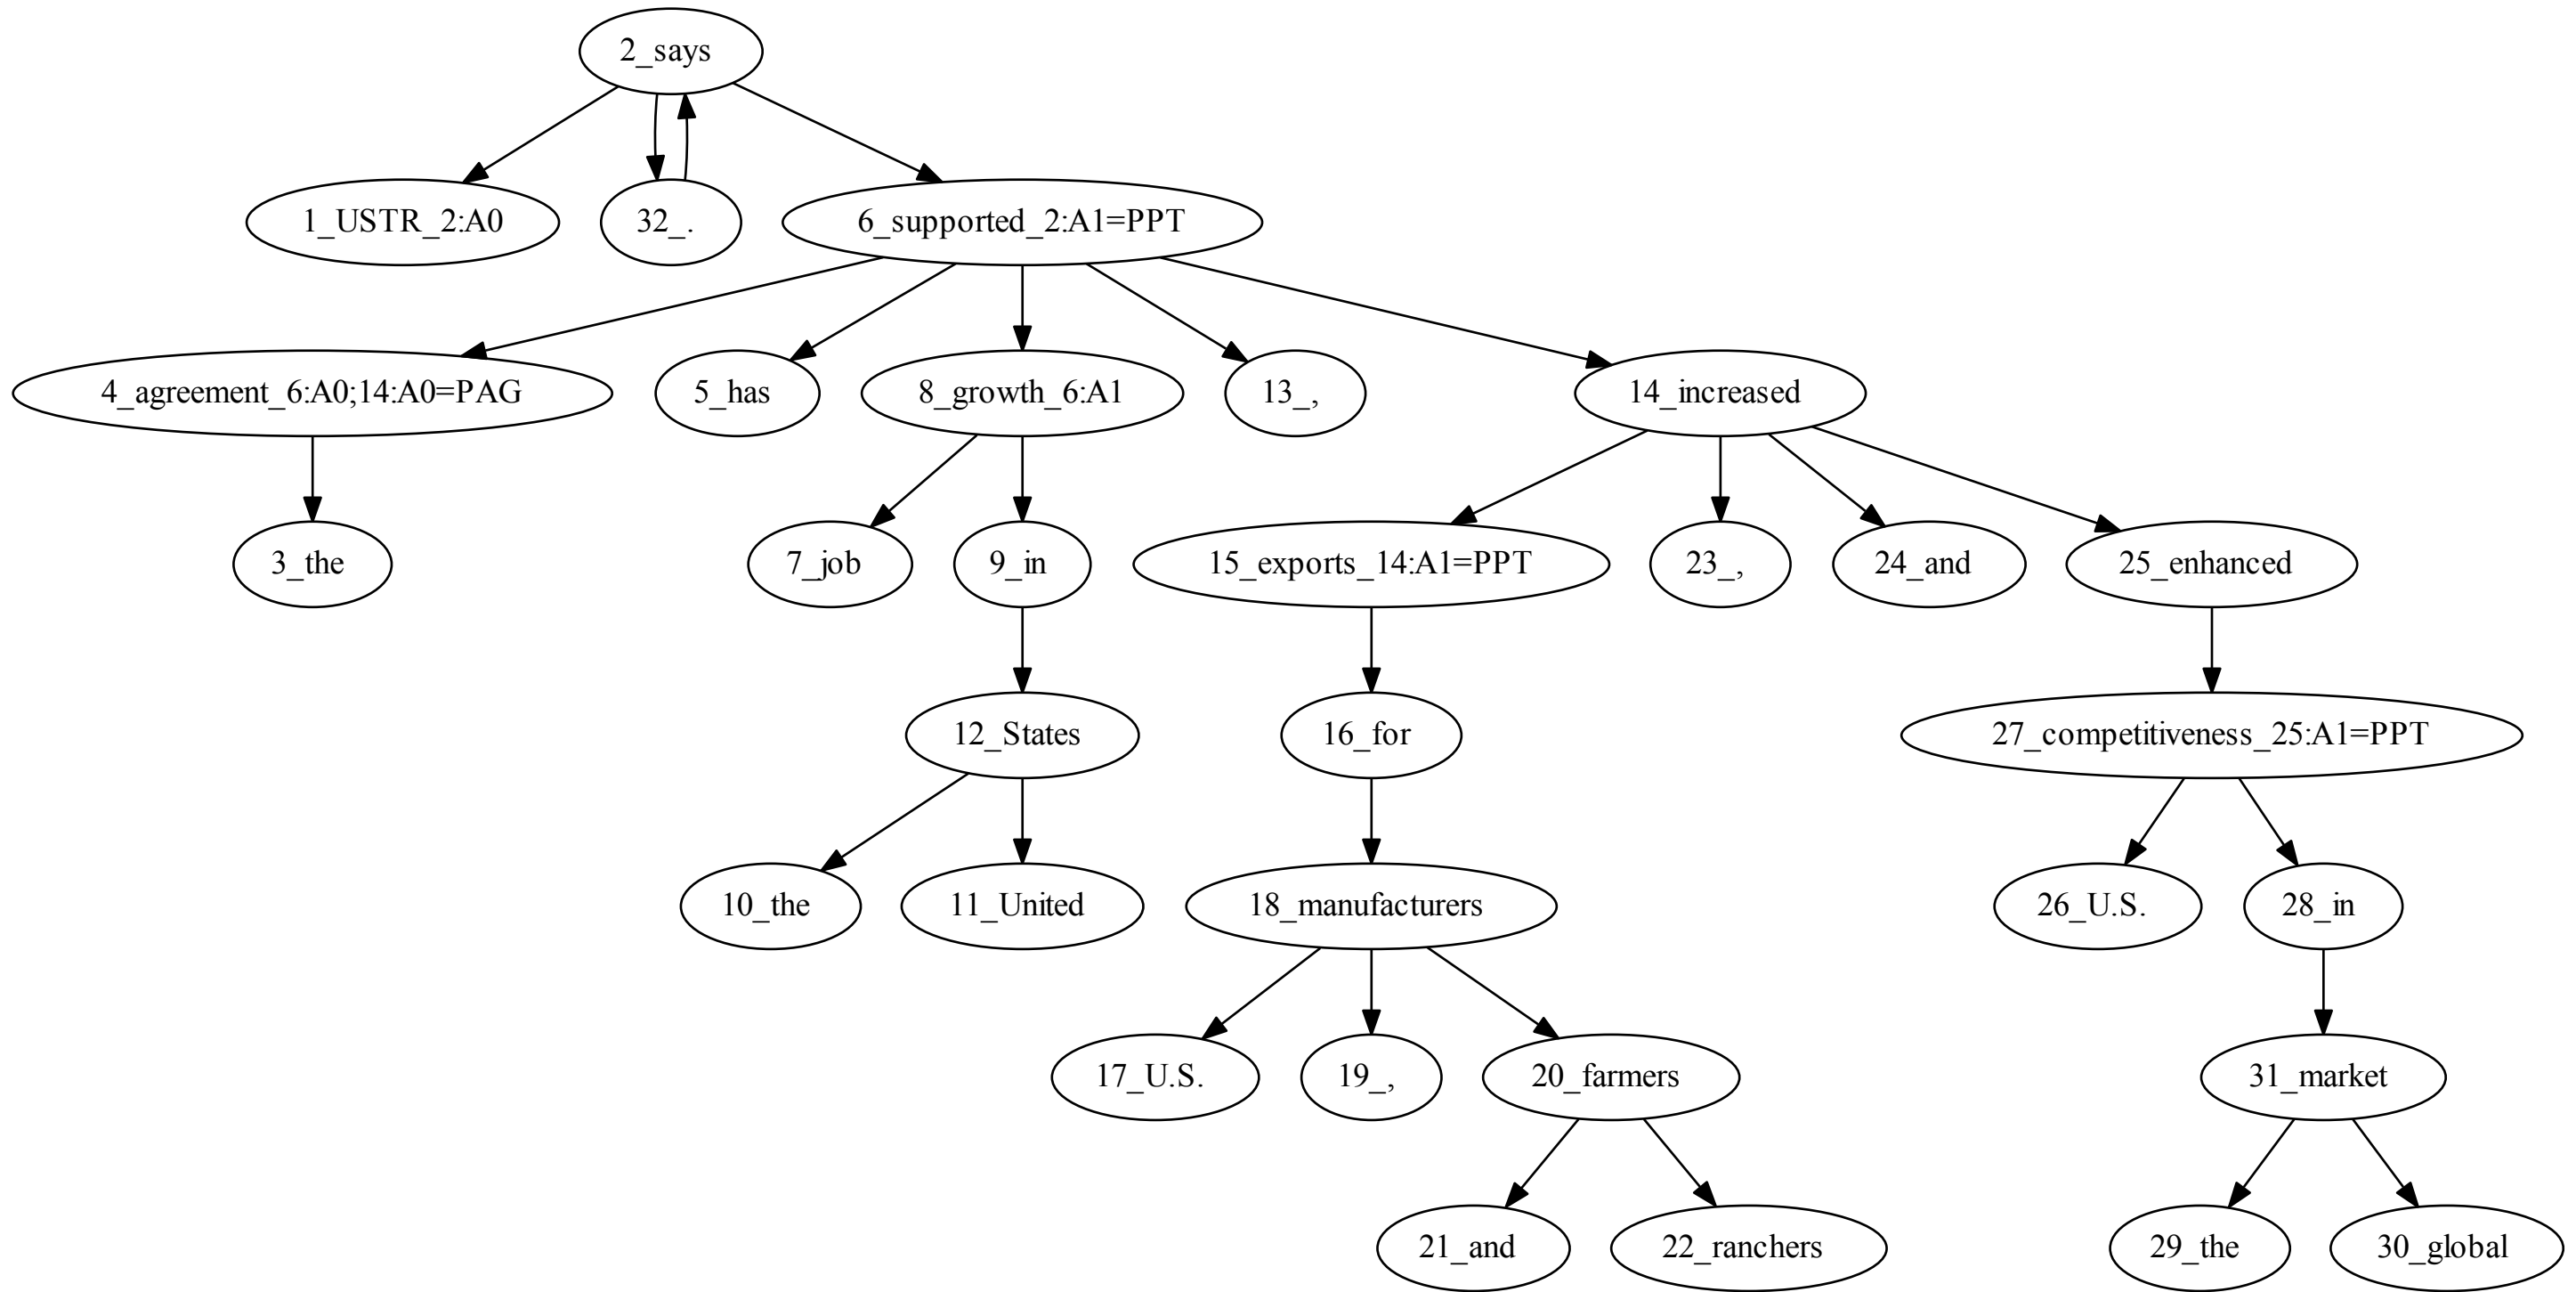 2_says
1_USTR_2:A0
32_.
6_supported_2:A1=PPT
4_agreement_6:A0;14:A0=PAG
5_has
8_growth_6:A1
13_,
14_increased
3_the
7_job
9_in
15_exports_14:A1=PPT
23_,
24_and
25_enhanced
12_States
16_for
27_competitiveness_25:A1=PPT
10_the
11_United
18_manufacturers
26_U.S.
28_in
17_U.S.
19_,
20_farmers
31_market
21_and
22_ranchers
29_the
30_global